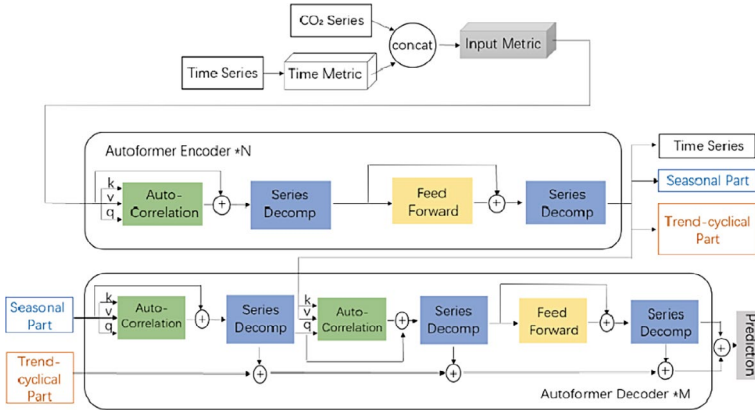 CO₂ Series
concat
Input Metric
Time Series
Time Metric
Autoformer Encoder *N
k
v
q
Auto-
Correlation
+
Series
Decomp
Feed
Forward
+
Series
Decomp
Time Series
Seasonal Part
Trend-cyclical
Part
Seasonal
Part
k
v
q
Auto-
Correlation
+
Series
Decomp
k
v
q
Auto-
Correlation
+
Series
Decomp
Feed
Forward
+
Series
Decomp
+
Prediction
Trend-
cyclical Part
+
+
+
Autoformer Decoder *M